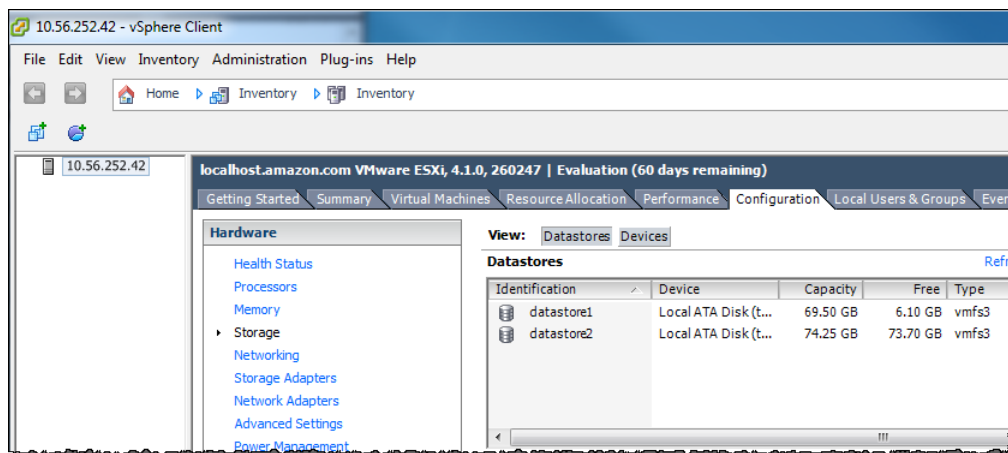 10.56.252.42 - vSphere Client
File Edit View Inventory Administration Plug-ins Help
Home Inventory Inventory
10.56.252.42
localhost.amazon.com VMware ESXi, 4.1.0, 260247 | Evaluation (60 days remaining)
Getting Started Summary Virtual Machines Resource Allocation Performance Configuration Local Users & Groups Ever
Hardware
Health Status
Processors
Memory
Storage
Networking
Storage Adapters
Network Adapters
Advanced Settings
Power Management
View: Datastores Devices
Datastores Refr
Identification Device Capacity Free Type
datastore1 Local ATA Disk (t... 69.50 GB 6.10 GB vmfs3
datastore2 Local ATA Disk (t... 74.25 GB 73.70 GB vmfs3